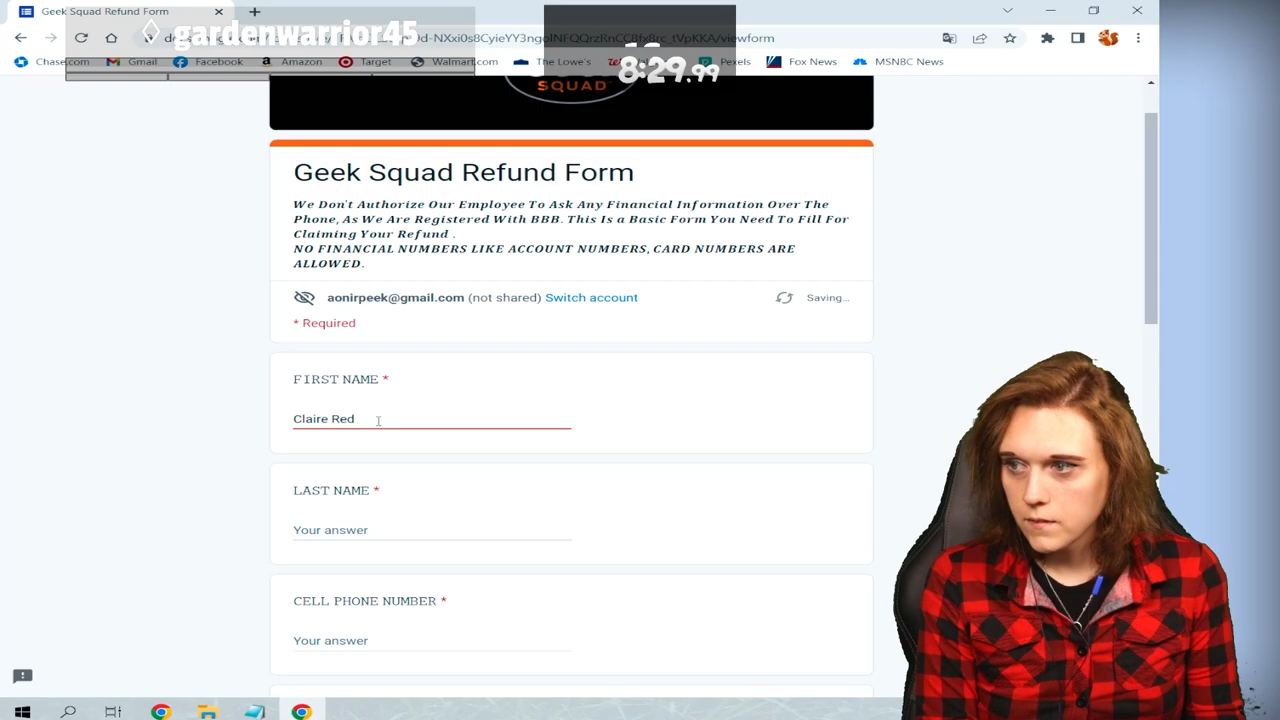 Geek Squad Refund Form
gardenwarrior45
viewform
8:29.99
Chase.com Gmail Facebook Amazon Target Walmart.com The Lowe's Pexels Fox News MSNBC News
SQUAD
Geek Squad Refund Form
We Don't Authorize Our Employee To Ask Any Financial Information Over The
Phone, As We Are Registered With BBB. This Is a Basic Form You Need To Fill For
Claiming Your Refund .
NO FINANCIAL NUMBERS LIKE ACCOUNT NUMBERS, CARD NUMBERS ARE
ALLOWED.
aonirpeek@gmail.com (not shared) Switch account Saving...
* Required
FIRST NAME *
Claire Red
LAST NAME *
Your answer
CELL PHONE NUMBER *
Your answer